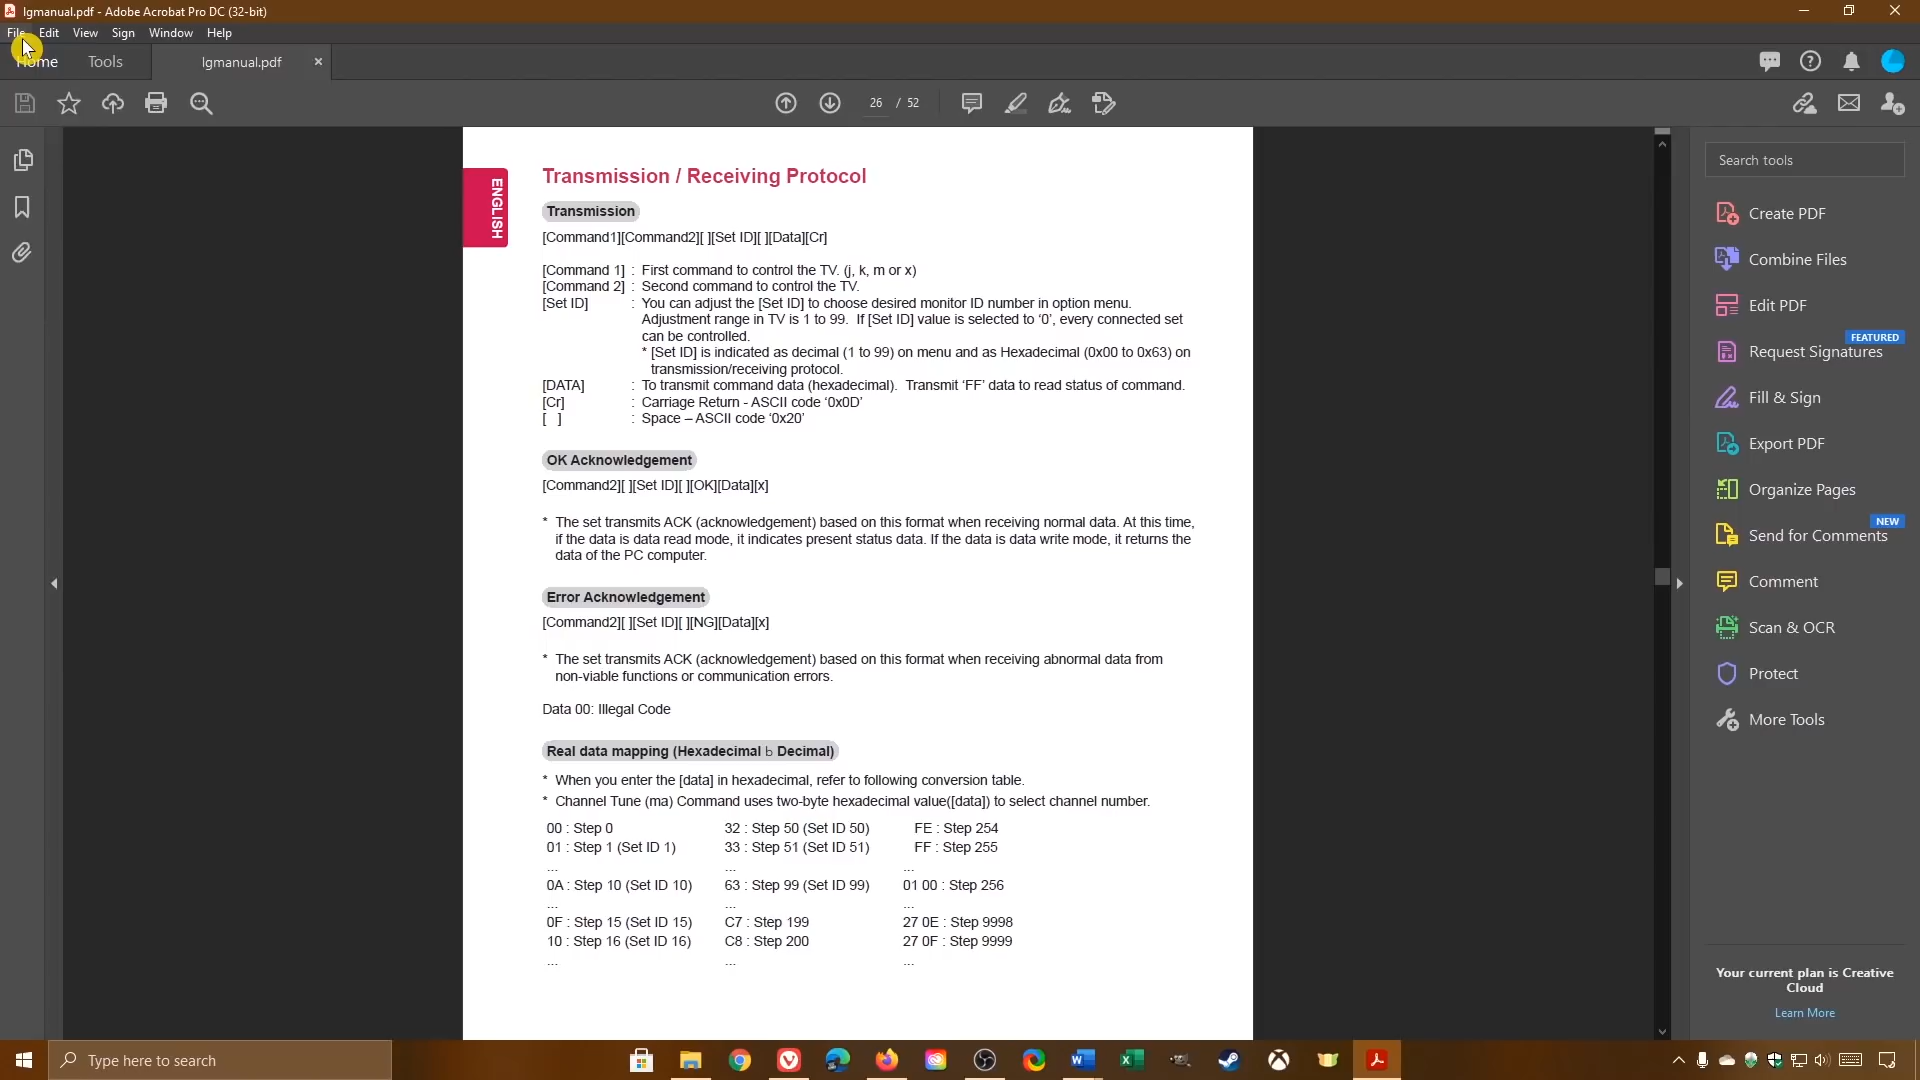 lgmanual.pdf - Adobe Acrobat Pro DC (32-bit)
File Edit View Sign Window Help
Home Tools lgmanual.pdf
26 / 52
ENGLISH
Transmission / Receiving Protocol
Transmission
[Command1][Command2][ ][Set ID][ ][Data][Cr]
[Command 1] : First command to control the TV. (j, k, m or x)
[Command 2] : Second command to control the TV.
[Set ID] : You can adjust the [Set ID] to choose desired monitor ID number in option menu.
Adjustment range in TV is 1 to 99. If [Set ID] value is selected to ‘0’, every connected set
can be controlled.
* [Set ID] is indicated as decimal (1 to 99) on menu and as Hexadecimal (0x00 to 0x63) on
transmission/receiving protocol.
[DATA] : To transmit command data (hexadecimal). Transmit ‘FF’ data to read status of command.
[Cr] : Carriage Return - ASCII code ‘0x0D’
[ ] : Space – ASCII code ‘0x20’
OK Acknowledgement
[Command2][ ][Set ID][ ][OK][Data][x]
* The set transmits ACK (acknowledgement) based on this format when receiving normal data. At this time,
if the data is data read mode, it indicates present status data. If the data is data write mode, it returns the
data of the PC computer.
Error Acknowledgement
[Command2][ ][Set ID][ ][NG][Data][x]
* The set transmits ACK (acknowledgement) based on this format when receiving abnormal data from
non-viable functions or communication errors.
Data 00: Illegal Code
Real data mapping (Hexadecimal b Decimal)
* When you enter the [data] in hexadecimal, refer to following conversion table.
* Channel Tune (ma) Command uses two-byte hexadecimal value([data]) to select channel number.
00 : Step 0 32 : Step 50 (Set ID 50) FE : Step 254
01 : Step 1 (Set ID 1) 33 : Step 51 (Set ID 51) FF : Step 255
... ... ...
0A : Step 10 (Set ID 10) 63 : Step 99 (Set ID 99) 01 00 : Step 256
... ... ...
0F : Step 15 (Set ID 15) C7 : Step 199 27 0E : Step 9998
10 : Step 16 (Set ID 16) C8 : Step 200 27 0F : Step 9999
... ... ...
Search tools
Create PDF
Combine Files
Edit PDF
FEATURED
Request Signatures
Fill & Sign
Export PDF
Organize Pages
NEW
Send for Comments
Comment
Scan & OCR
Protect
More Tools
Your current plan is Creative
Cloud
Learn More
Type here to search